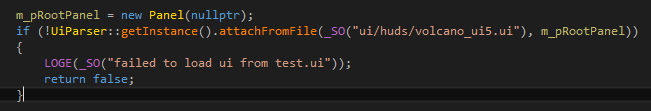 m_pRootPanel = new Panel(nullptr);
if (!UiParser::getInstance().attachFromFile(_SO("ui/huds/volcano_ui5.ui"), m_pRootPanel))
{
LOGE(_SO("failed to load ui from test.ui"));
return false;
}